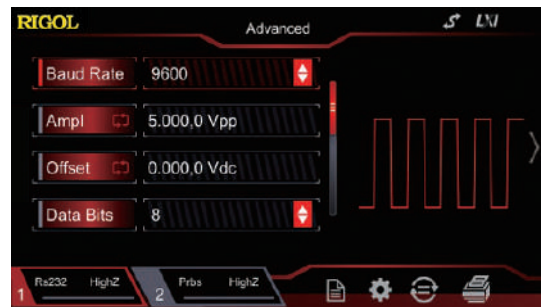 RIGOL Advanced LXI
Baud Rate 9600
Ampl 5.000,0 Vpp
Offset 0.000,0 Vdc
Data Bits 8
1 Rs232 HighZ 2 Prbs HighZ